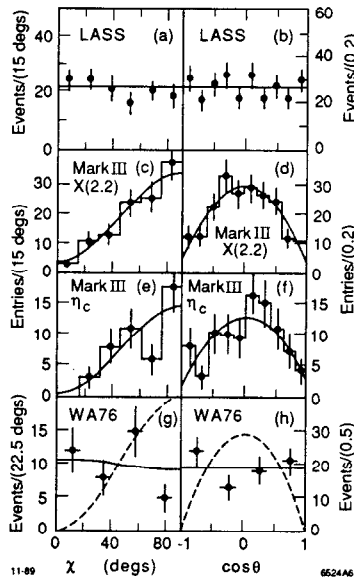 60
LASS (a)
LASS (b)
Events/(15 degs)
40
20
0
60
40
20
0
Events/(0.2)
Mark III (c)
X(2.2)
(d)
Mark III
X(2.2)
Entries/(15 degs)
30
20
10
0
30
20
10
0
Entries/(0.2)
Mark III (e)
ηc
Mark III (f)
ηc
15
10
5
0
15
10
5
0
WA76 (g)
WA76 (h)
Events/(22.5 degs)
15
10
5
0
30
20
10
0
Events/(0.5)
0 40 80 -1 0 1
11-89 χ (degs) cosθ 6524A6